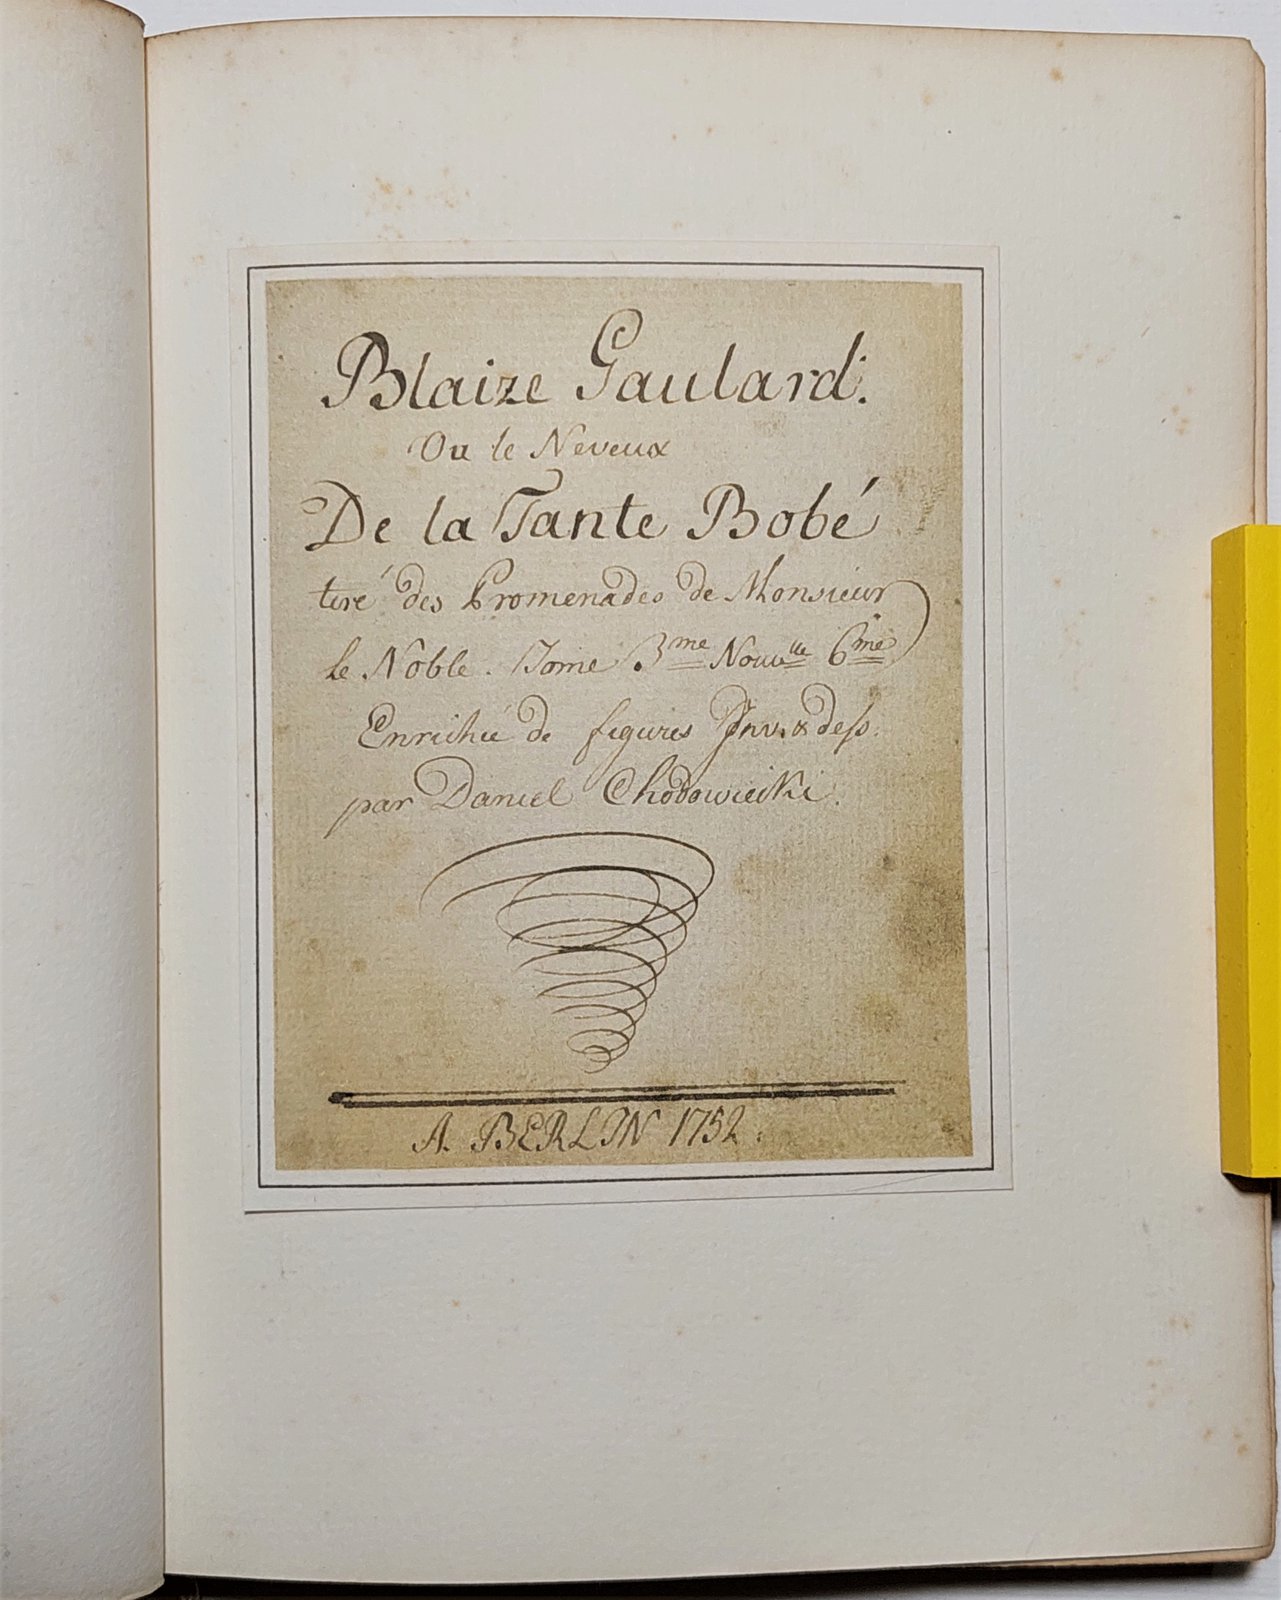 Blaize Gaulard.
Ou le Neveux
De la Tante Bobé
tiré des Promenades de Monsieur
le Noble. Tome 3me Nouvlle 6me
Enrichie de figures Inv. & dess.
par Daniel Chodowiecki.
A. BERLIN 1752.